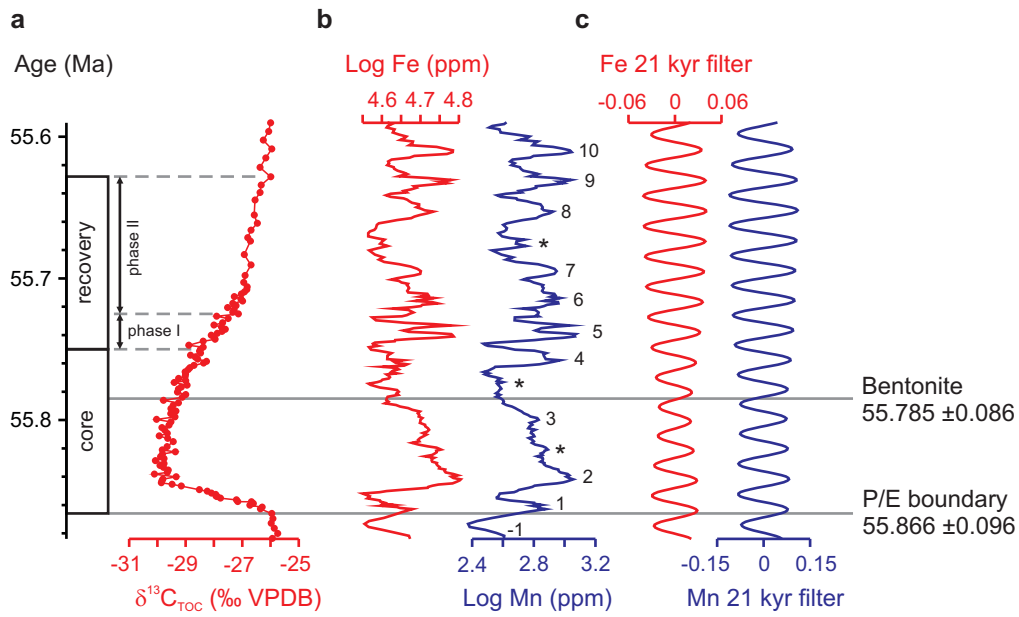 a
b
c
Age (Ma)
Log Fe (ppm)
Fe 21 kyr filter
4.6 4.7 4.8
-0.06 0 0.06
55.6
55.7
55.8
recovery
core
phase II
phase I
10
9
8
*
7
6
5
4
*
3
*
2
1
-1
Bentonite
55.785 ±0.086
P/E boundary
55.866 ±0.096
-31 -29 -27 -25
2.4 2.8 3.2
-0.15 0 0.15
δ¹³C_TOC (‰ VPDB)
Log Mn (ppm)
Mn 21 kyr filter